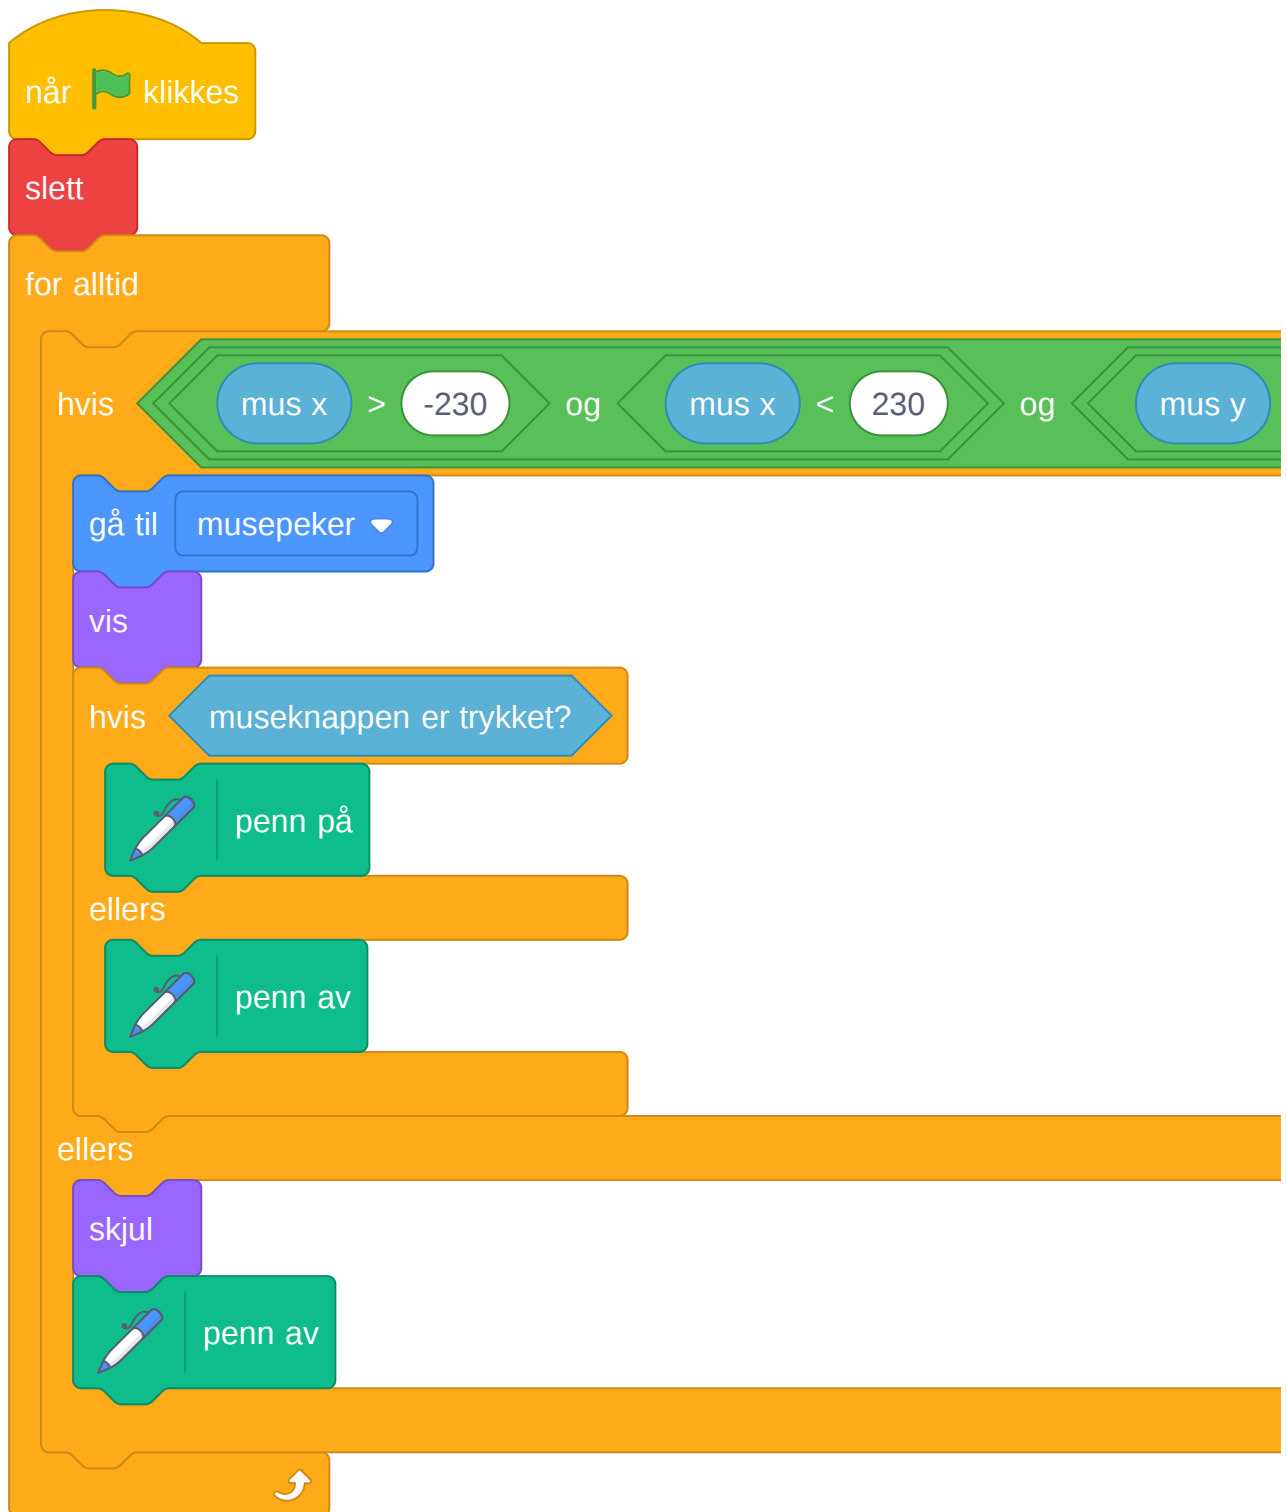 når klikkes
slett
for alltid
hvis mus x > -230 og mus x < 230 og mus y
gå til musepeker
vis
hvis museknappen er trykket?
penn på
ellers
penn av
ellers
skjul
penn av